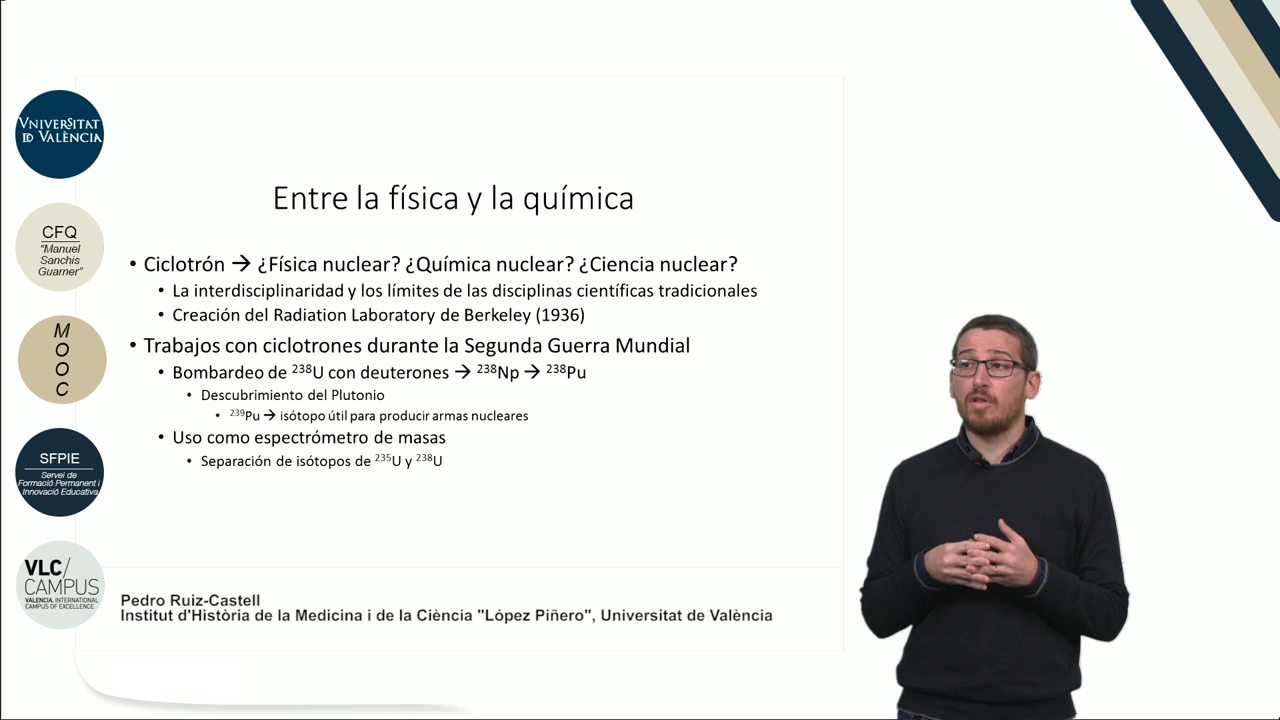 VNIVERSITAT
ID VALÈNCIA
CFQ
"Manuel
Sanchis
Guarner"
M
O
O
C
SFPIE
Servei de
Formació Permanent i
Innovació Educativa
VLC/
CAMPUS
VALENCIA, INTERNATIONAL
CAMPUS OF EXCELLENCE
Entre la física y la química
• Ciclotrón → ¿Física nuclear? ¿Química nuclear? ¿Ciencia nuclear?
• La interdisciplinaridad y los límites de las disciplinas científicas tradicionales
• Creación del Radiation Laboratory de Berkeley (1936)
• Trabajos con ciclotrones durante la Segunda Guerra Mundial
• Bombardeo de ²³⁸U con deuterones → ²³⁸Np → ²³⁸Pu
• Descubrimiento del Plutonio
• ²³⁹Pu → isótopo útil para producir armas nucleares
• Uso como espectrómetro de masas
• Separación de isótopos de ²³⁵U y ²³⁸U
Pedro Ruiz-Castell
Institut d'Història de la Medicina i de la Ciència "López Piñero", Universitat de València